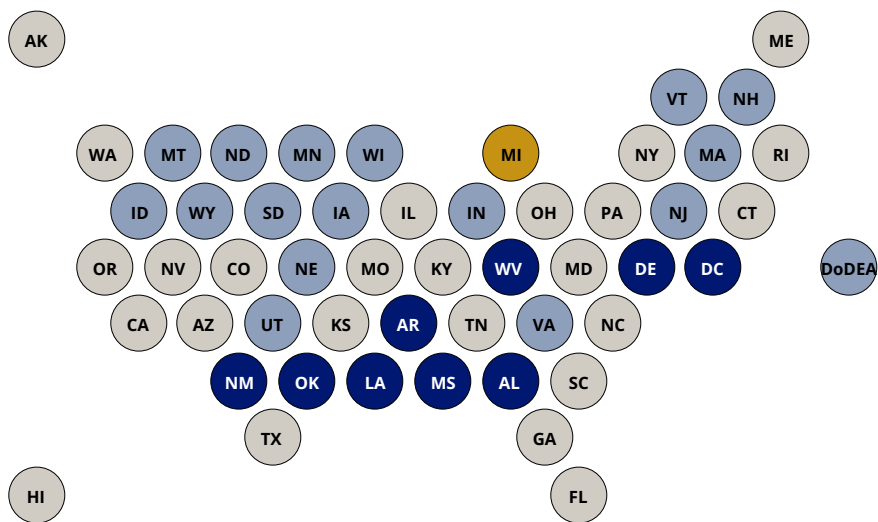 AK ME
VT NH
WA MT ND MN WI MI NY MA RI
ID WY SD IA IL IN OH PA NJ CT
OR NV CO NE MO KY WV MD DE DC DoDEA
CA AZ UT KS AR TN VA NC
NM OK LA MS AL SC
TX GA
HI FL